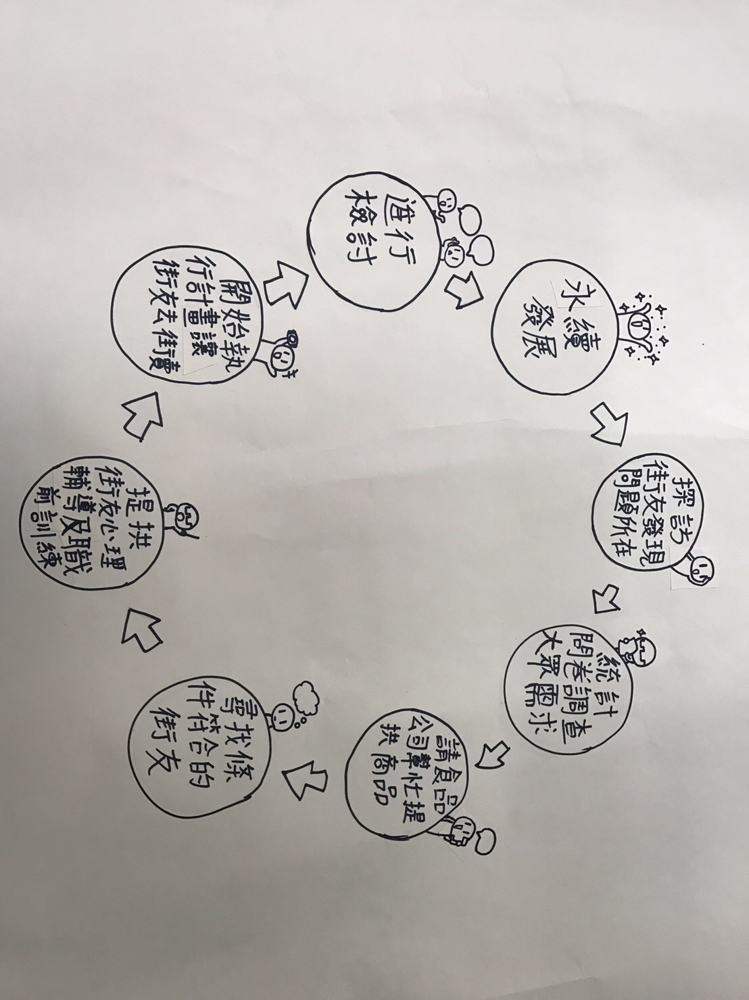 探訪
街友發現
問題所在
統計
問卷調查
大眾需求
請食品
公司幫忙提
拱商品
尋找條
件符合的
街友
提拱
街友心理
輔導及職
前訓練
開始執
行計畫讓
街友去街賣
進行
檢討
永續
發展